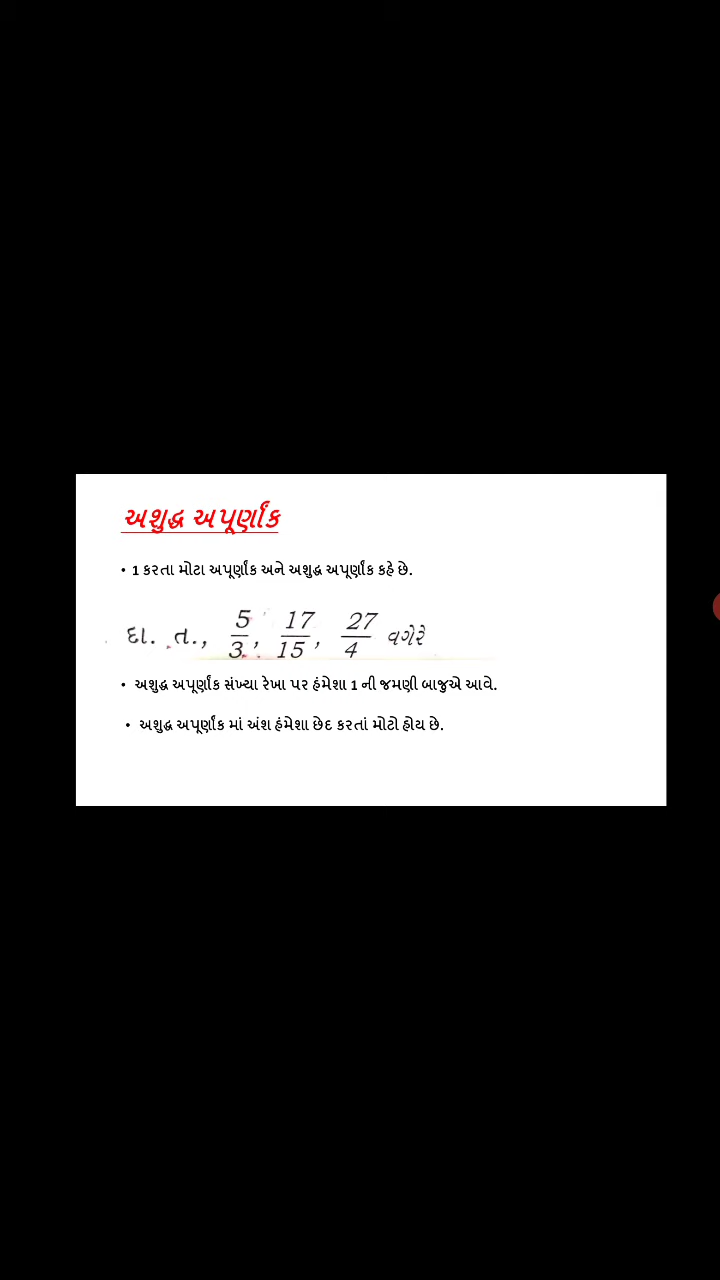 અશુદ્ધ અપૂર્ણાંક
• 1 કરતા મોટા અપૂર્ણાંક અને અશુદ્ધ અપૂર્ણાંક કહે છે.
દા. ત., 5/3, 17/15, 27/4 વગેરે
• અશુદ્ધ અપૂર્ણાંક સંખ્યા રેખા પર હંમેશા 1 ની જમણી બાજુએ આવે.
• અશુદ્ધ અપૂર્ણાંક માં અંશ હંમેશા છેદ કરતાં મોટો હોય છે.